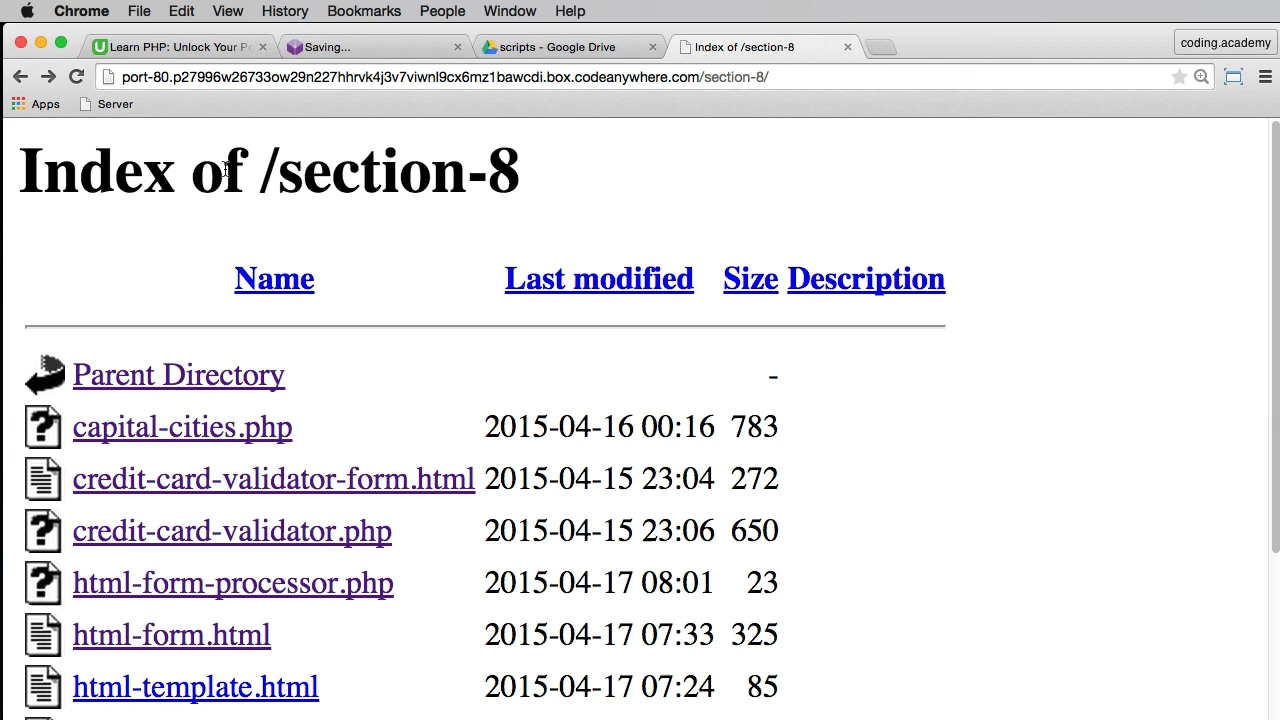 Chrome File Edit View History Bookmarks People Window Help
Learn PHP: Unlock Your Po Saving... scripts - Google Drive Index of /section-8 coding.academy
port-80.p27996w26733ow29n227hhrvk4j3v7viwnl9cx6mz1bawcdi.box.codeanywhere.com/section-8/
Apps Server
Index of /section-8
Name Last modified Size Description
Parent Directory -
capital-cities.php 2015-04-16 00:16 783
credit-card-validator-form.html 2015-04-15 23:04 272
credit-card-validator.php 2015-04-15 23:06 650
html-form-processor.php 2015-04-17 08:01 23
html-form.html 2015-04-17 07:33 325
html-template.html 2015-04-17 07:24 85